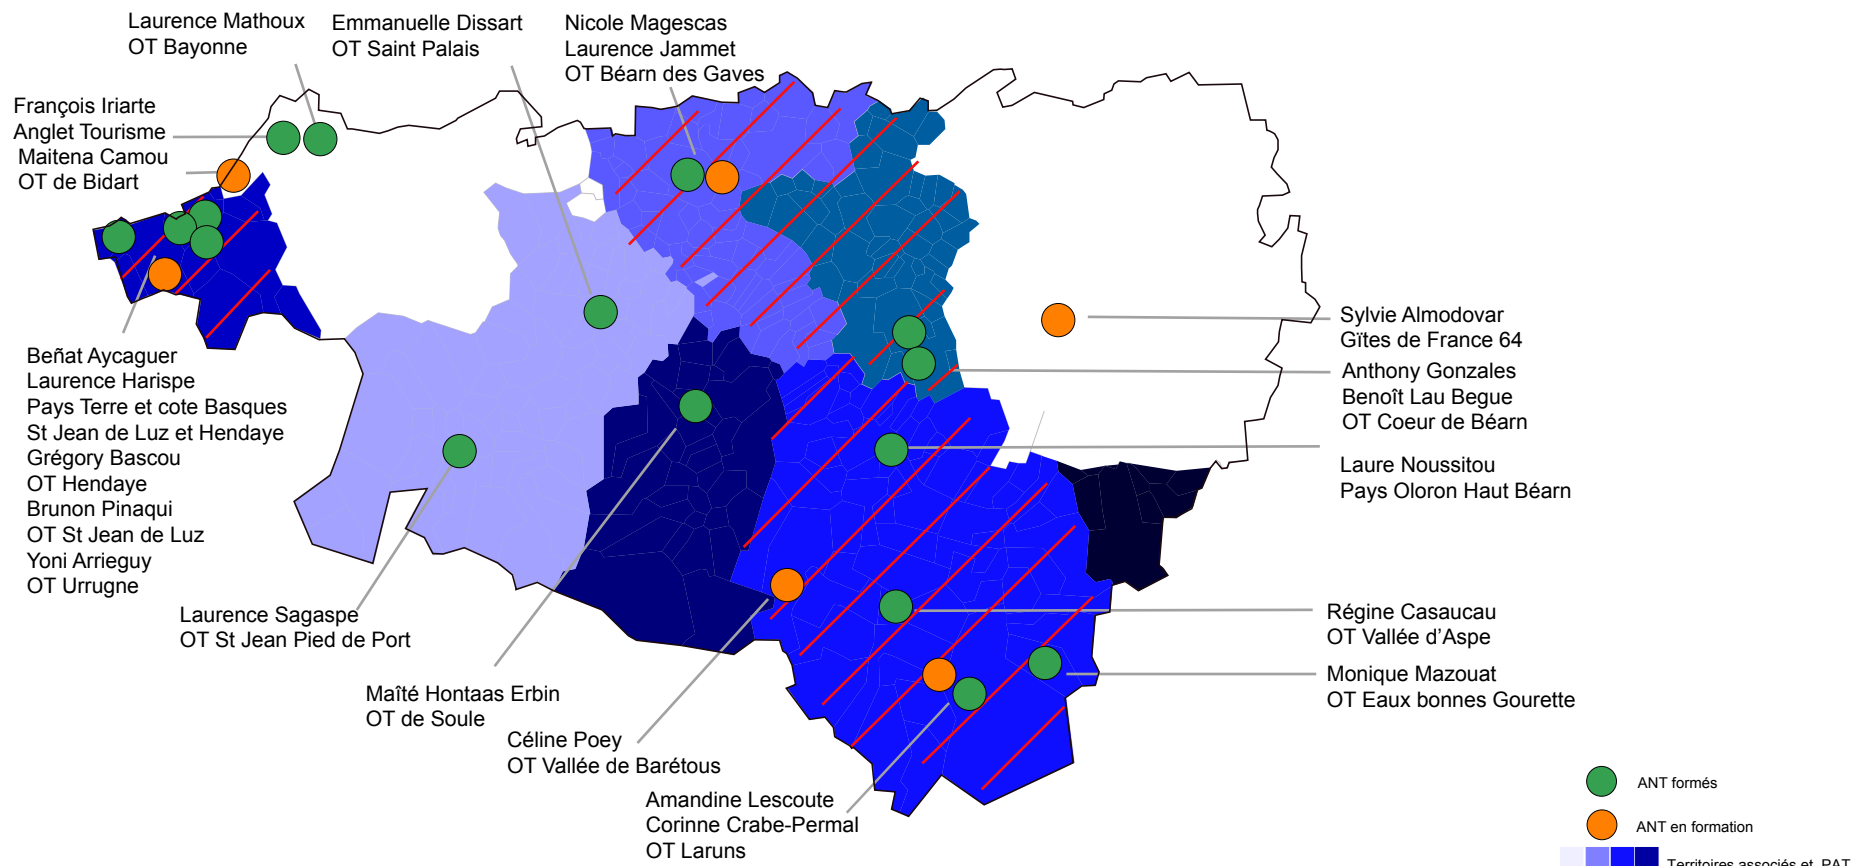 Laurence Mathoux
OT Bayonne
Emmanuelle Dissart
OT Saint Palais
Nicole Magescas
Laurence Jammet
OT Béarn des Gaves
François Iriarte
Anglet Tourisme
Maitena Camou
OT de Bidart
Beñat Aycaguer
Laurence Harispe
Pays Terre et cote Basques
St Jean de Luz et Hendaye
Grégory Bascou
OT Hendaye
Brunon Pinaqui
OT St Jean de Luz
Yoni Arrieguy
OT Urrugne
Laurence Sagaspe
OT St Jean Pied de Port
Maîté Hontaas Erbin
OT de Soule
Céline Poey
OT Vallée de Barétous
Amandine Lescoute
Corinne Crabe-Permal
OT Laruns
Sylvie Almodovar
Gïtes de France 64
Anthony Gonzales
Benoît Lau Begue
OT Coeur de Béarn
Laure Noussitou
Pays Oloron Haut Béarn
Régine Casaucau
OT Vallée d'Aspe
Monique Mazouat
OT Eaux bonnes Gourette
ANT formés
ANT en formation
Territoires associés et PAT